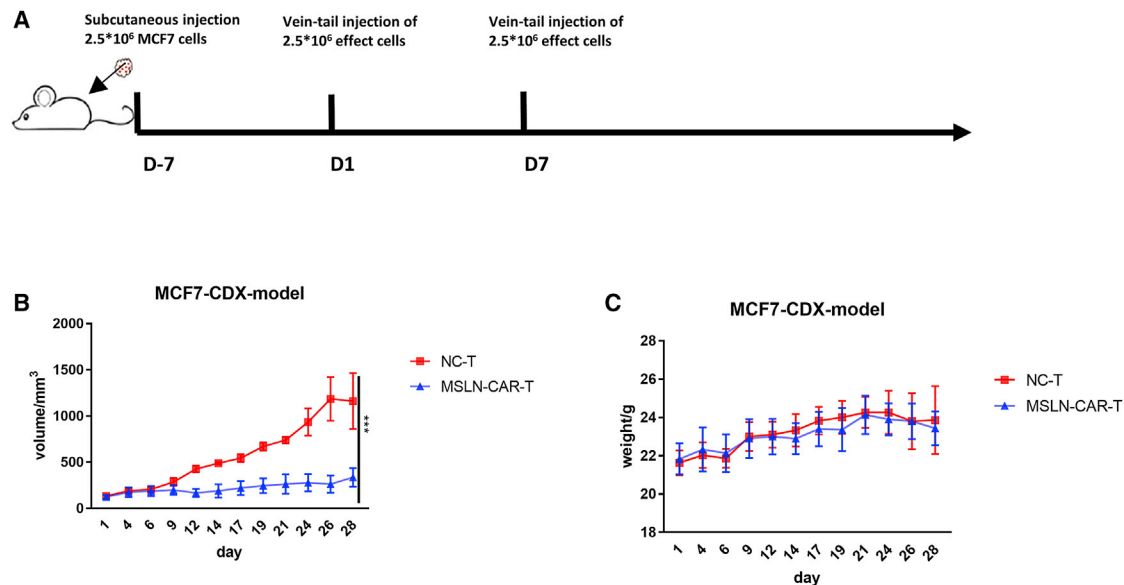 A
Subcutaneous injection
2.5*10⁶ MCF7 cells
Vein-tail injection of
2.5*10⁶ effect cells
Vein-tail injection of
2.5*10⁶ effect cells
D-7
D1
D7
B
MCF7-CDX-model
volume/mm³
2000
1500
1000
500
0
1 4 6 9 12 14 17 19 21 24 26 28
day
NC-T
MSLN-CAR-T
***
C
MCF7-CDX-model
weight/g
28
26
24
22
20
18
1 4 6 9 12 14 17 19 21 24 26 28
day
NC-T
MSLN-CAR-T